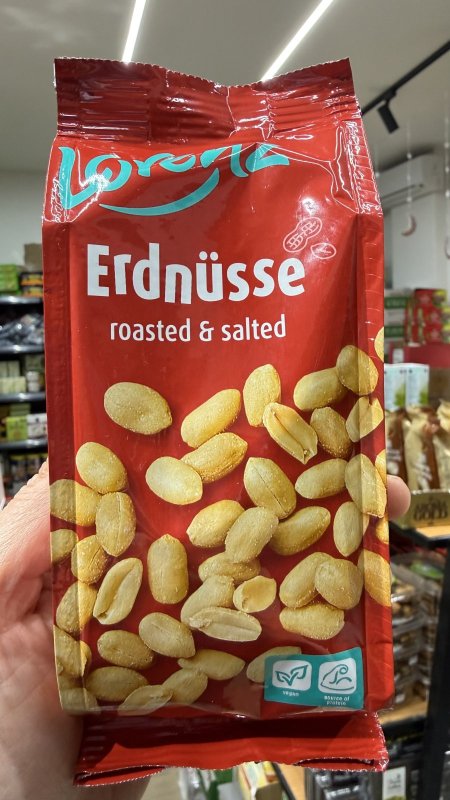 Lorenz
Erdnüsse
roasted & salted
vegan
source of
protein